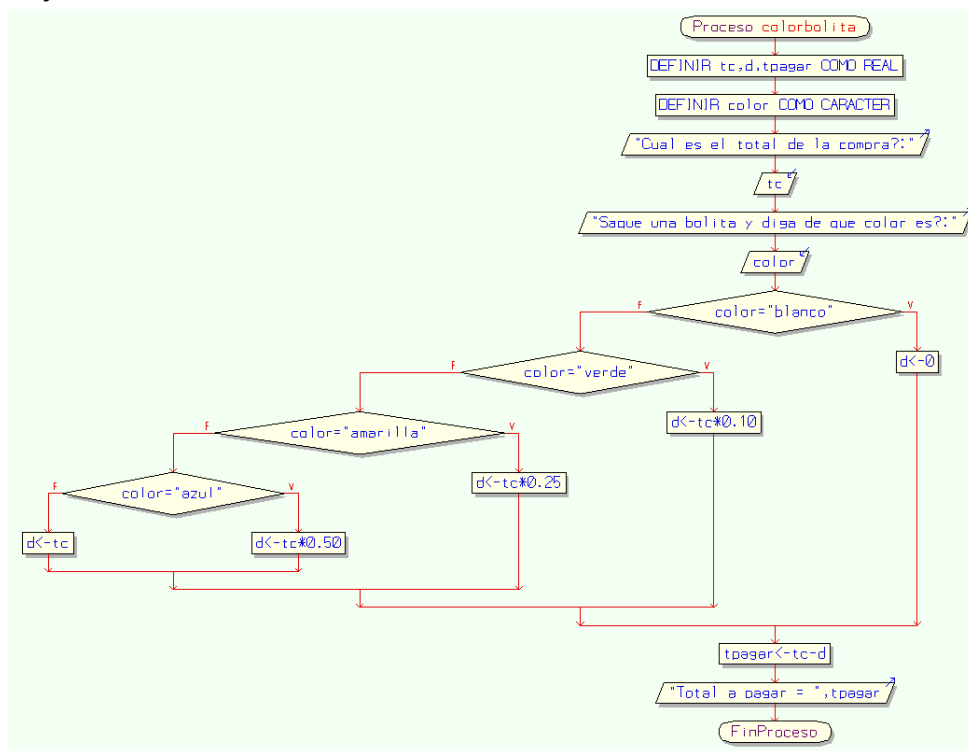 Proceso colorbolita
DEFINIR tc,d,tpagar COMO REAL
DEFINIR color COMO CARACTER
"Cual es el total de la compra?:"
tc
"Saque una bolita y diga de que color es?:"
color
F
color="blanco"
V
d<-0
F
color="verde"
V
d<-tc*0.10
F
color="amarilla"
V
d<-tc*0.25
F
color="azul"
V
d<-tc
d<-tc*0.50
tpagar<-tc-d
"Total a pagar = ",tpagar
FinProceso